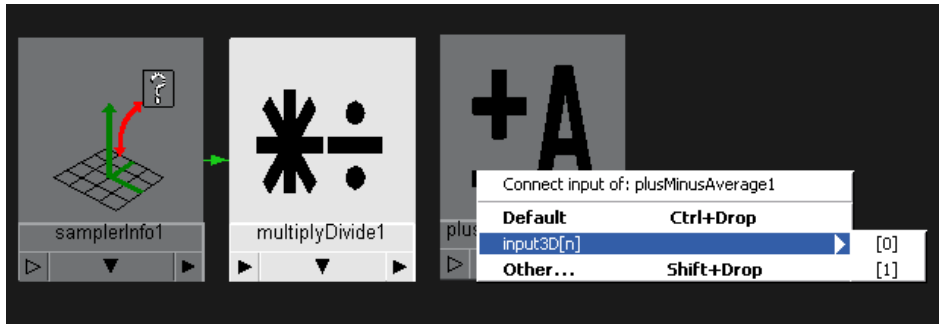 Connect input of: plusMinusAverage1
Default Ctrl+Drop
input3D[n] [0]
Other... Shift+Drop [1]
samplerInfo1 multiplyDivide1 plus